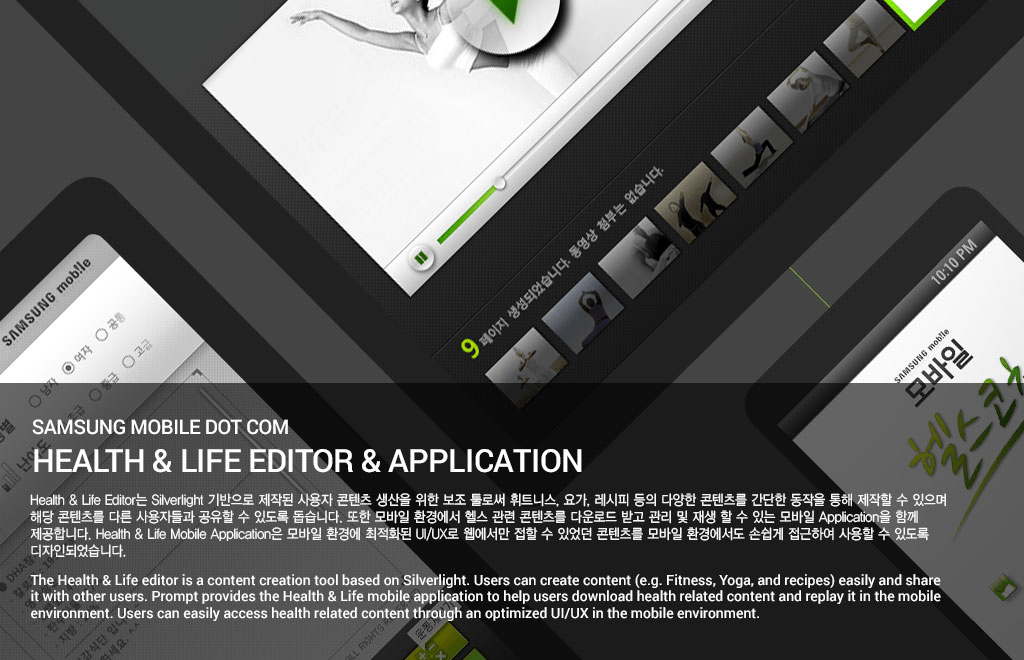 9 페이지 생성되었습니다. 동영상 첨부는 없습니다.
SAMSUNG mobile
남자 여자 공통
초급 중급 고급
10:10 PM
SAMSUNG mobile
모바일
헬스콘
SAMSUNG MOBILE DOT COM
HEALTH & LIFE EDITOR & APPLICATION
Health & Life Editor는 Silverlight 기반으로 제작된 사용자 콘텐츠 생산을 위한 보조 툴로써 휘트니스, 요가, 레시피 등의 다양한 콘텐츠를 간단한 동작을 통해 제작할 수 있으며
해당 콘텐츠를 다른 사용자들과 공유할 수 있도록 돕습니다. 또한 모바일 환경에서 헬스 관련 콘텐츠를 다운로드 받고 관리 및 재생 할 수 있는 모바일 Application을 함께
제공합니다. Health & Life Mobile Application은 모바일 환경에 최적화된 UI/UX로 웹에서만 접할 수 있었던 콘텐츠를 모바일 환경에서도 손쉽게 접근하여 사용할 수 있도록
디자인되었습니다.
The Health & Life editor is a content creation tool based on Silverlight. Users can create content (e.g. Fitness, Yoga, and recipes) easily and share
it with other users. Prompt provides the Health & Life mobile application to help users download health related content and replay it in the mobile
environment. Users can easily access health related content through an optimized UI/UX in the mobile environment.